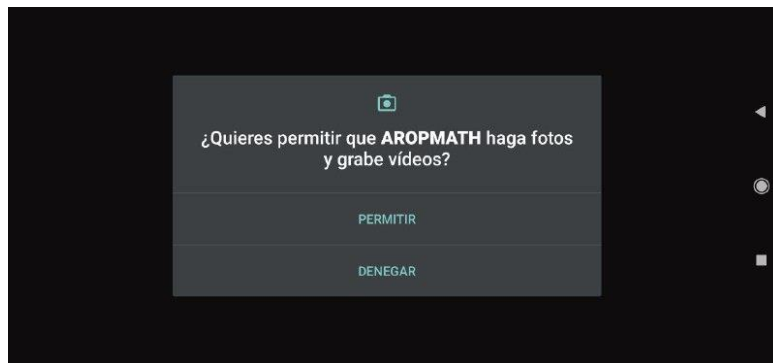 ¿Quieres permitir que AROPMATH haga fotos
y grabe vídeos?
PERMITIR
DENEGAR